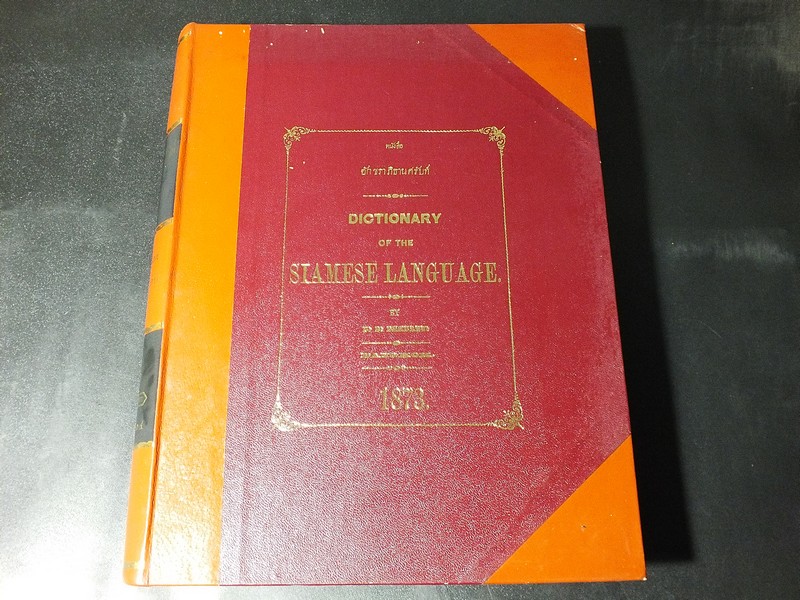 หนังสือ
อักขราภิธานศรับท์
DICTIONARY
OF THE
SIAMESE LANGUAGE.
BY
D. B. BRADLEY.
1873.